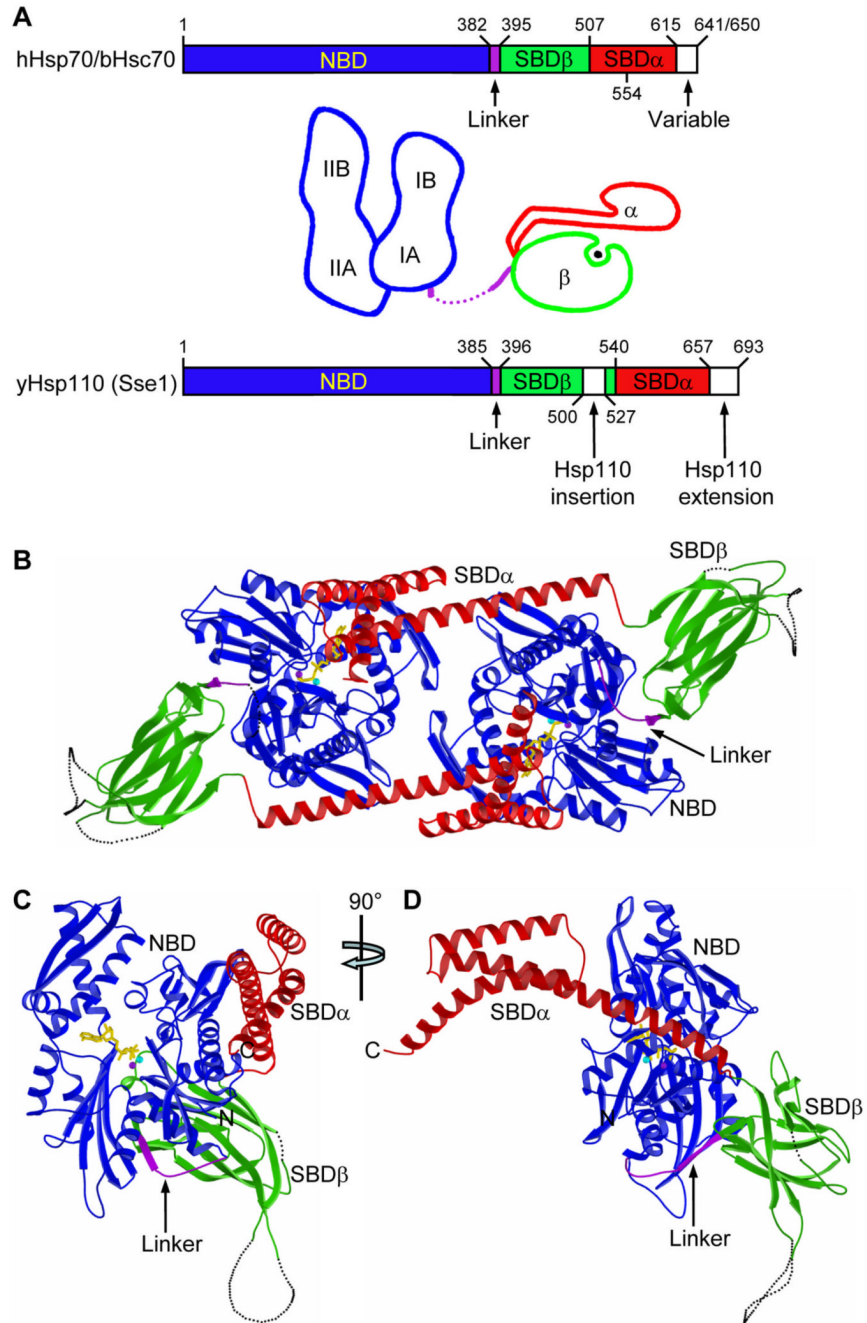 A
1 382 395 507 615 641/650
hHsp70/bHsc70 NBD SBDβ SBDα
554
Linker Variable
IIB IB
α
IIA IA
β
1 385 396 540 657 693
yHsp110 (Sse1) NBD SBDβ SBDα
500 527
Linker
Hsp110 Hsp110
insertion extension
B
SBDβ
SBDα
Linker
NBD
C 90° D
NBD NBD
SBDα SBDα
C C
N N
SBDβ SBDβ
Linker Linker